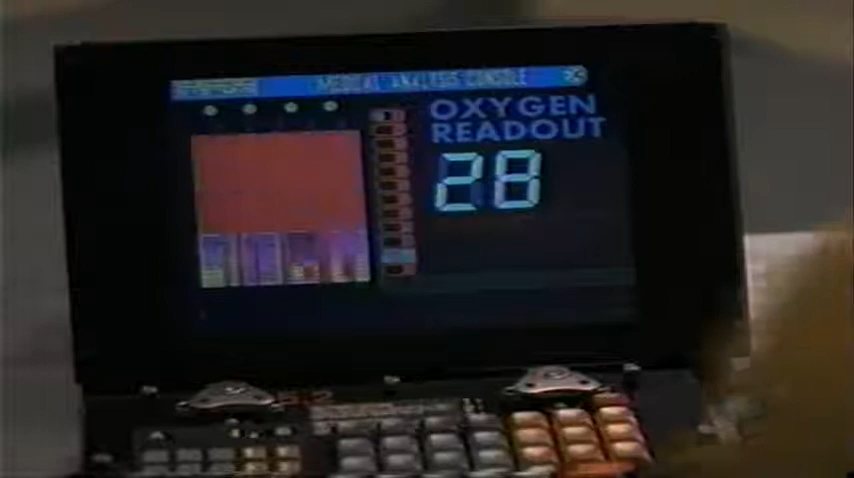 MEDICAL ANALYSIS CONSOLE
OXYGEN
READOUT
28